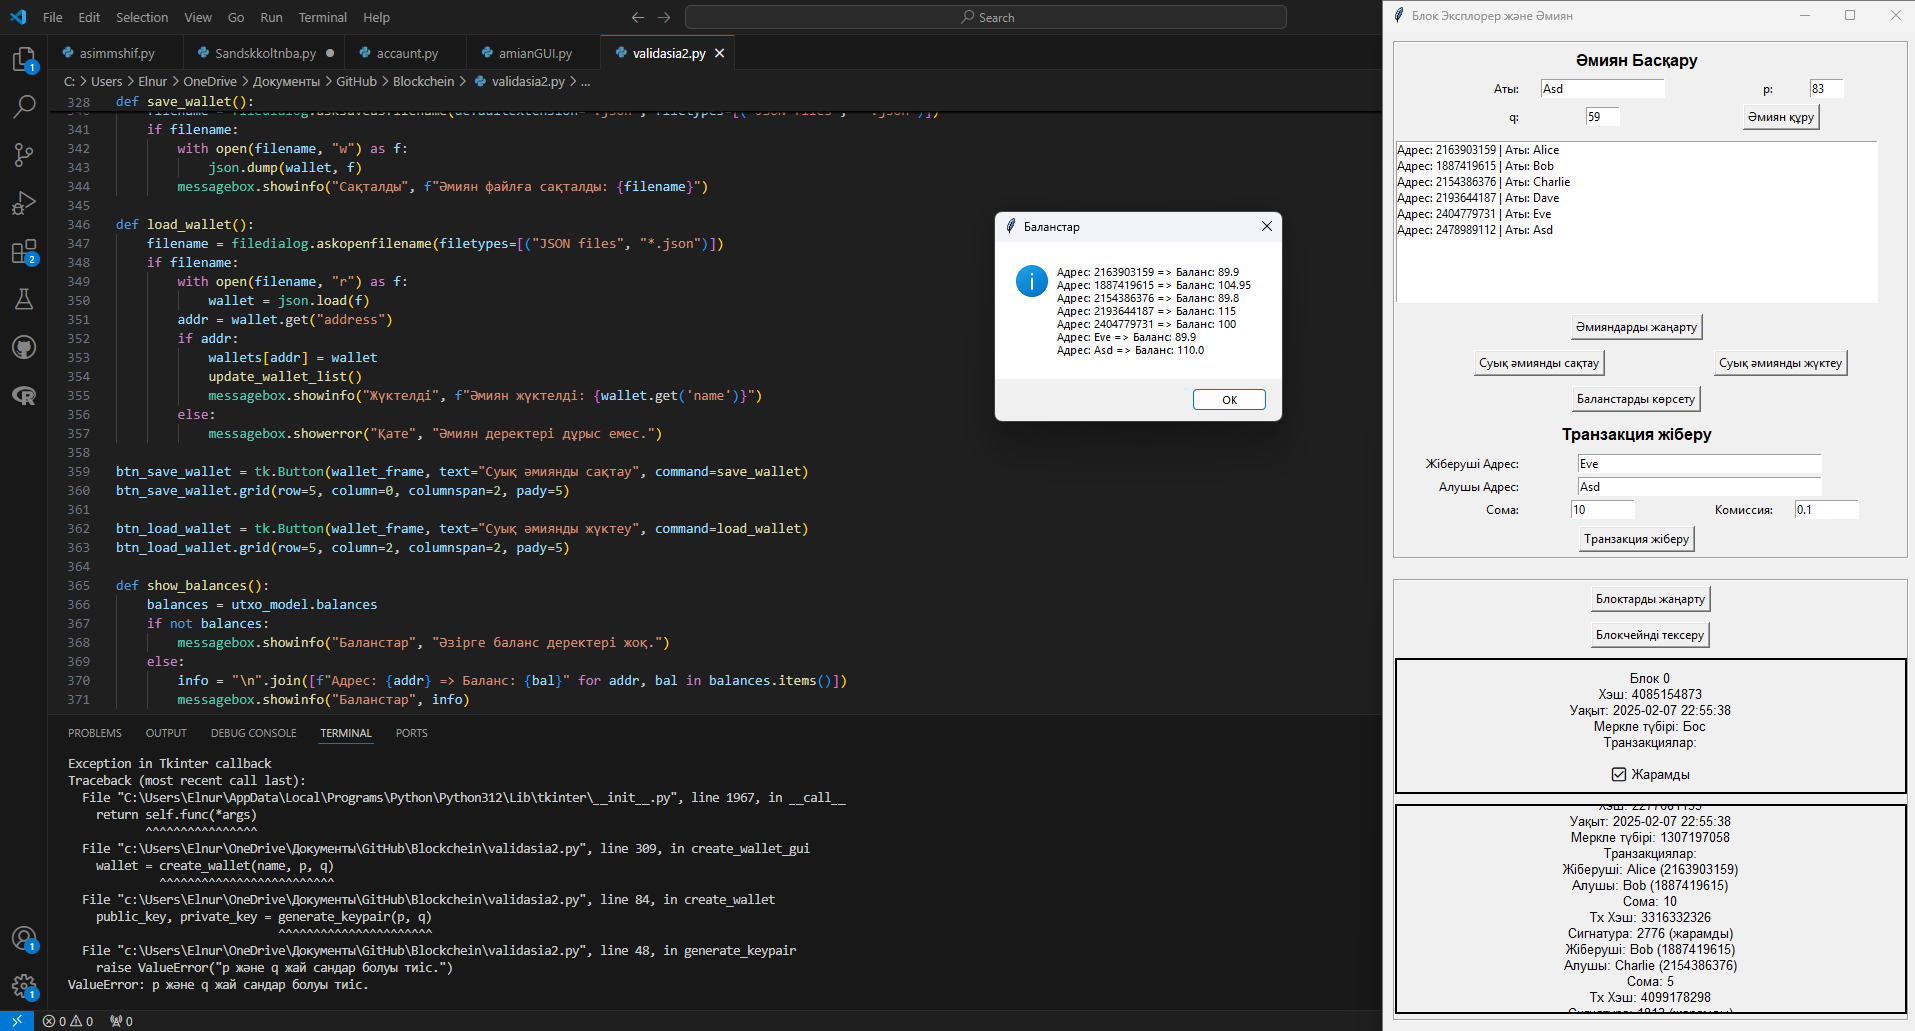 File Edit Selection View Go Run Terminal Help
Search
asimmshif.py Sandskkoltnba.py accaunt.py amianGUI.py validasia2.py
C: > Users > Elnur > OneDrive > Документы > GitHub > Blockchein > validasia2.py > ...
328 def save_wallet():
341 if filename:
342 with open(filename, "w") as f:
343 json.dump(wallet, f)
344 messagebox.showinfo("Сақталды", f"Әмиян файлға сақталды: {filename}")
345
346 def load_wallet():
347 filename = filedialog.askopenfilename(filetypes=[("JSON files", "*.json")])
348 if filename:
349 with open(filename, "r") as f:
350 wallet = json.load(f)
351 addr = wallet.get("address")
352 if addr:
353 wallets[addr] = wallet
354 update_wallet_list()
355 messagebox.showinfo("Жүктелді", f"Әмиян жүктелді: {wallet.get('name')}")
356 else:
357 messagebox.showerror("Қате", "Әмиян деректері дұрыс емес.")
358
359 btn_save_wallet = tk.Button(wallet_frame, text="Суық әмиянды сақтау", command=save_wallet)
360 btn_save_wallet.grid(row=5, column=0, columnspan=2, pady=5)
361
362 btn_load_wallet = tk.Button(wallet_frame, text="Суық әмиянды жүктеу", command=load_wallet)
363 btn_load_wallet.grid(row=5, column=2, columnspan=2, pady=5)
364
365 def show_balances():
366 balances = utxo_model.balances
367 if not balances:
368 messagebox.showinfo("Баланстар", "Әзірге баланс деректері жоқ.")
369 else:
370 info = "\n".join([f"Адрес: {addr} => Баланс: {bal}" for addr, bal in balances.items()])
371 messagebox.showinfo("Баланстар", info)
PROBLEMS OUTPUT DEBUG CONSOLE TERMINAL PORTS
Exception in Tkinter callback
Traceback (most recent call last):
File "C:\Users\Elnur\AppData\Local\Programs\Python\Python312\Lib\tkinter\__init__.py", line 1967, in __call__
return self.func(*args)
^^^^^^^^^^^^^^^^
File "c:\Users\Elnur\OneDrive\Документы\GitHub\Blockchein\validasia2.py", line 309, in create_wallet_gui
wallet = create_wallet(name, p, q)
^^^^^^^^^^^^^^^^^^^^^^^^^
File "c:\Users\Elnur\OneDrive\Документы\GitHub\Blockchein\validasia2.py", line 84, in create_wallet
public_key, private_key = generate_keypair(p, q)
^^^^^^^^^^^^^^^^^^^^^^
File "c:\Users\Elnur\OneDrive\Документы\GitHub\Blockchein\validasia2.py", line 48, in generate_keypair
raise ValueError("p және q жай сандар болуы тиіс.")
ValueError: p және q жай сандар болуы тиіс.
1
2
1
1
0 0 0
Баланстар
Адрес: 2163903159 => Баланс: 89.9
Адрес: 1887419615 => Баланс: 104.95
Адрес: 2154386376 => Баланс: 89.8
Адрес: 2193644187 => Баланс: 115
Адрес: 2404779731 => Баланс: 100
Адрес: Eve => Баланс: 89.9
Адрес: Asd => Баланс: 110.0
OK
Блок Эксплорер және Әмиян
Әмиян Басқару
Аты: Asd p: 83
q: 59 Әмиян құру
Адрес: 2163903159 | Аты: Alice
Адрес: 1887419615 | Аты: Bob
Адрес: 2154386376 | Аты: Charlie
Адрес: 2193644187 | Аты: Dave
Адрес: 2404779731 | Аты: Eve
Адрес: 2478989112 | Аты: Asd
Әмияндарды жаңарту
Суық әмиянды сақтау Суық әмиянды жүктеу
Баланстарды көрсету
Транзакция жіберу
Жіберуші Адрес: Eve
Алушы Адрес: Asd
Сома: 10 Комиссия: 0.1
Транзакция жіберу
Блоктарды жаңарту
Блокчейнді тексеру
Блок 0
Хэш: 4085154873
Уақыт: 2025-02-07 22:55:38
Меркле түбірі: Бос
Транзакциялар:
Жарамды
Уақыт: 2025-02-07 22:55:38
Меркле түбірі: 1307197058
Транзакциялар:
Жіберуші: Alice (2163903159)
Алушы: Bob (1887419615)
Сома: 10
Тх Хэш: 3316332326
Сигнатура: 2776 (жарамды)
Жіберуші: Bob (1887419615)
Алушы: Charlie (2154386376)
Сома: 5
Тх Хэш: 4099178298